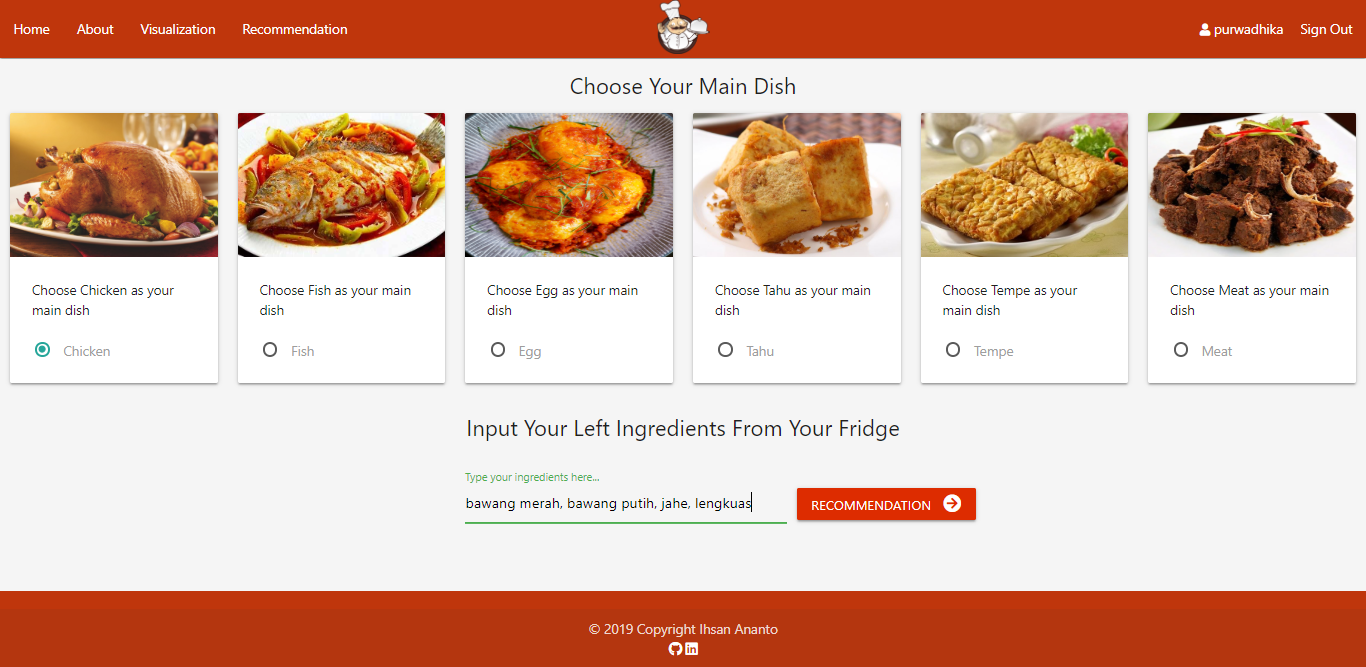 Home About Visualization Recommendation purwadhika Sign Out
Choose Your Main Dish
Choose Chicken as your
main dish
Chicken
Choose Fish as your main
dish
Fish
Choose Egg as your main
dish
Egg
Choose Tahu as your main
dish
Tahu
Choose Tempe as your
main dish
Tempe
Choose Meat as your main
dish
Meat
Input Your Left Ingredients From Your Fridge
Type your ingredients here...
bawang merah, bawang putih, jahe, lengkuas
RECOMMENDATION
© 2019 Copyright Ihsan Ananto